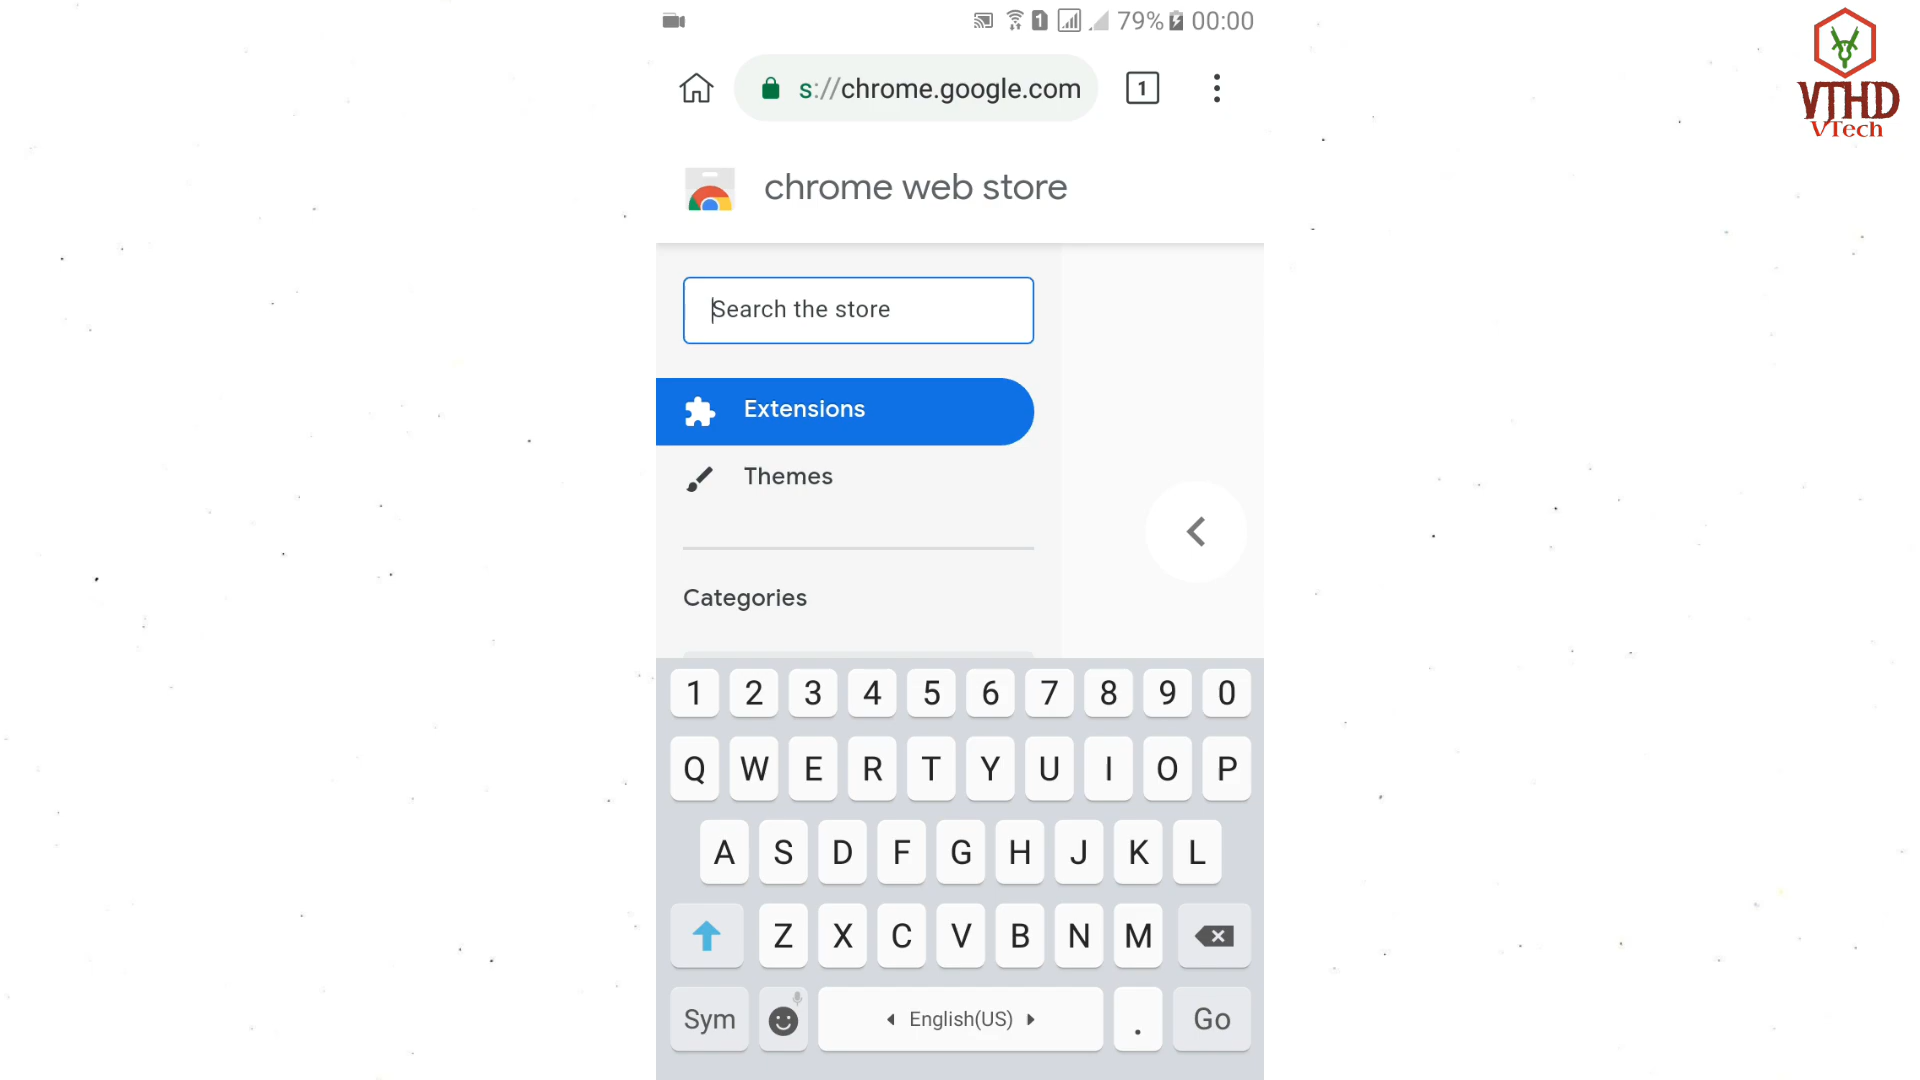 1 79% 00:00
s://chrome.google.com 1
VTHD
VTech
chrome web store
Search the store
Extensions
Themes
Categories
1 2 3 4 5 6 7 8 9 0
Q W E R T Y U I O P
A S D F G H J K L
Z X C V B N M
Sym English(US) . Go